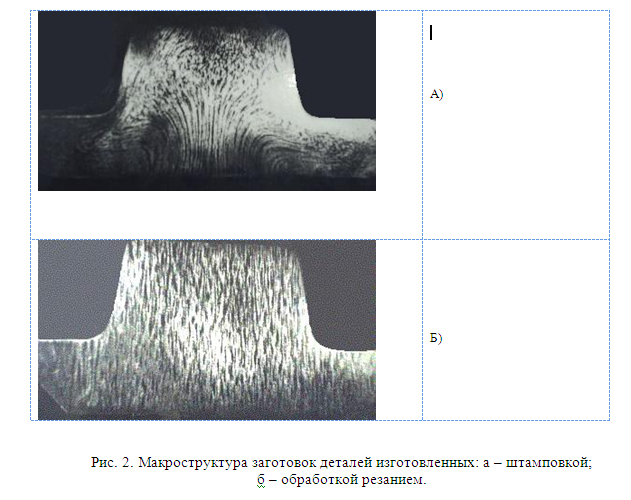 А)
Б)
Рис. 2. Макроструктура заготовок деталей изготовленных: а – штамповкой;
б – обработкой резанием.